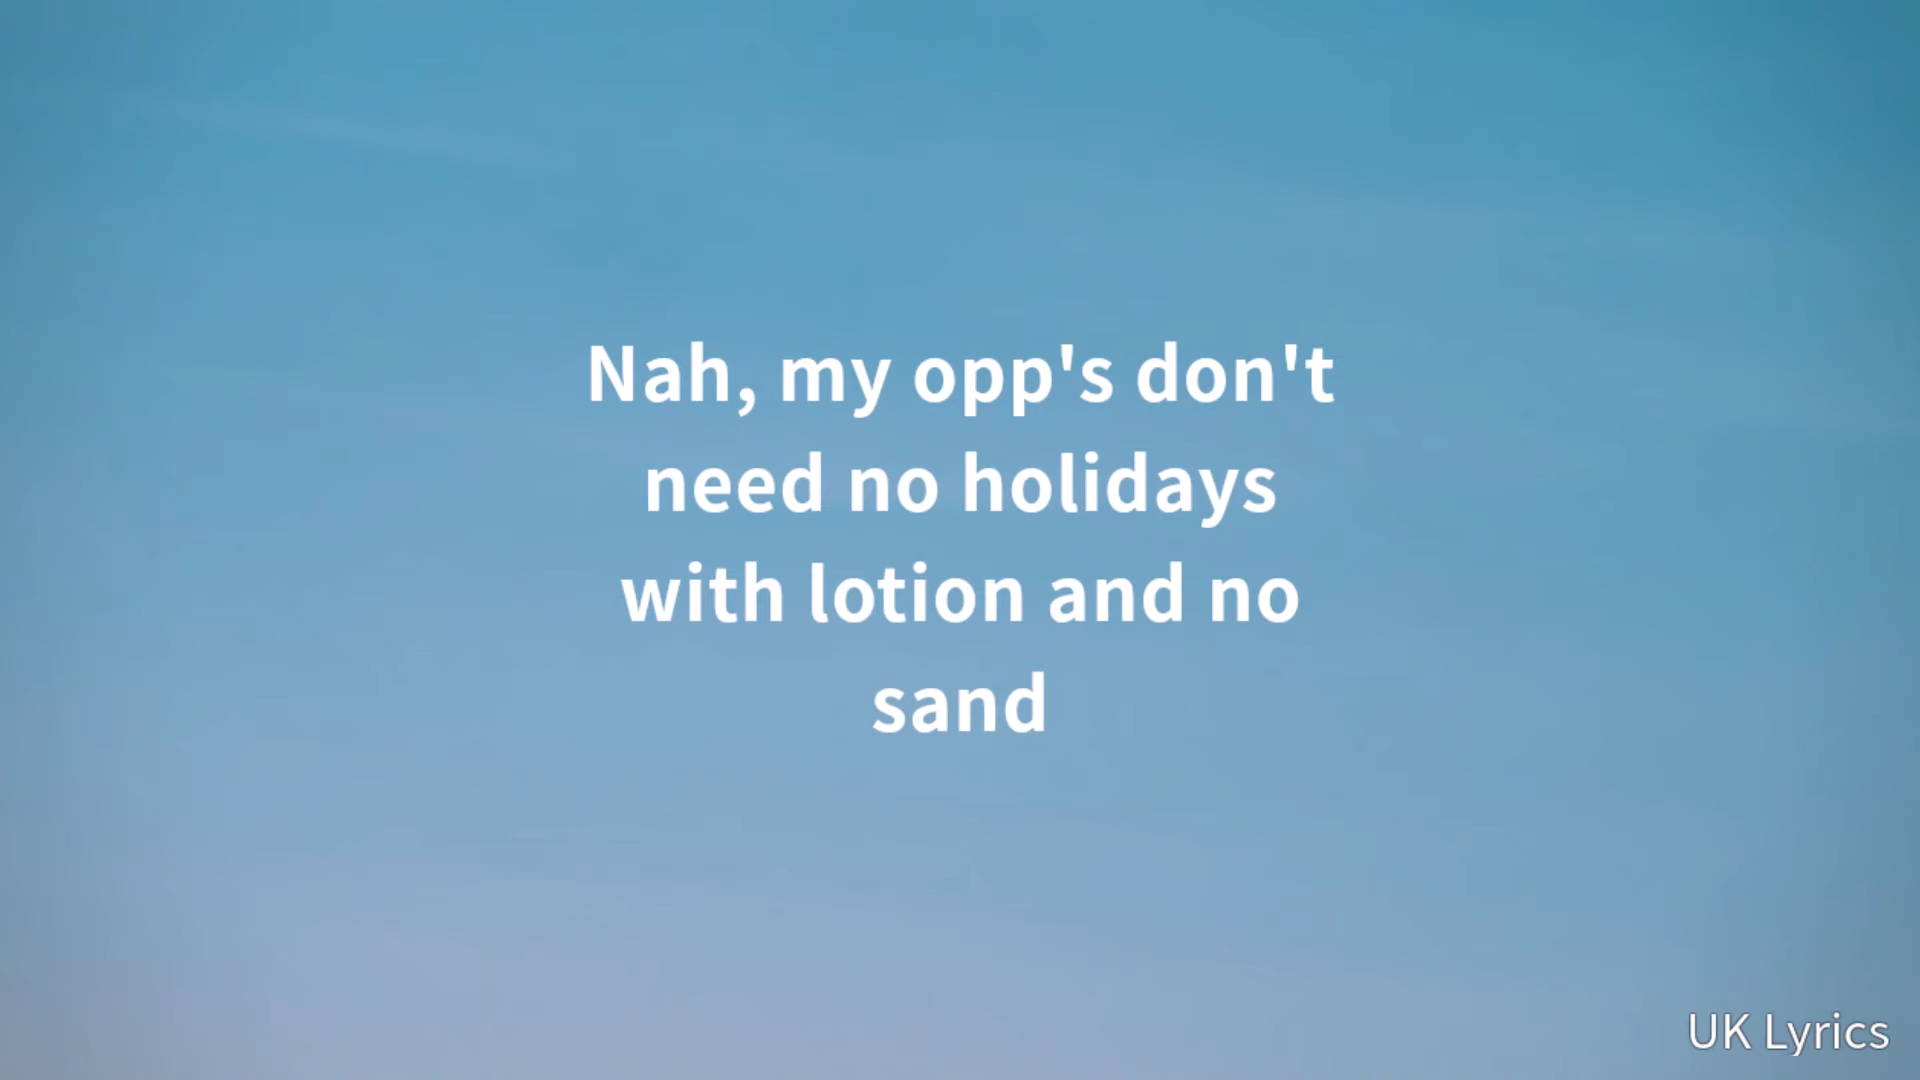 Nah, my opp's don't
need no holidays
with lotion and no
sand
UK Lyrics